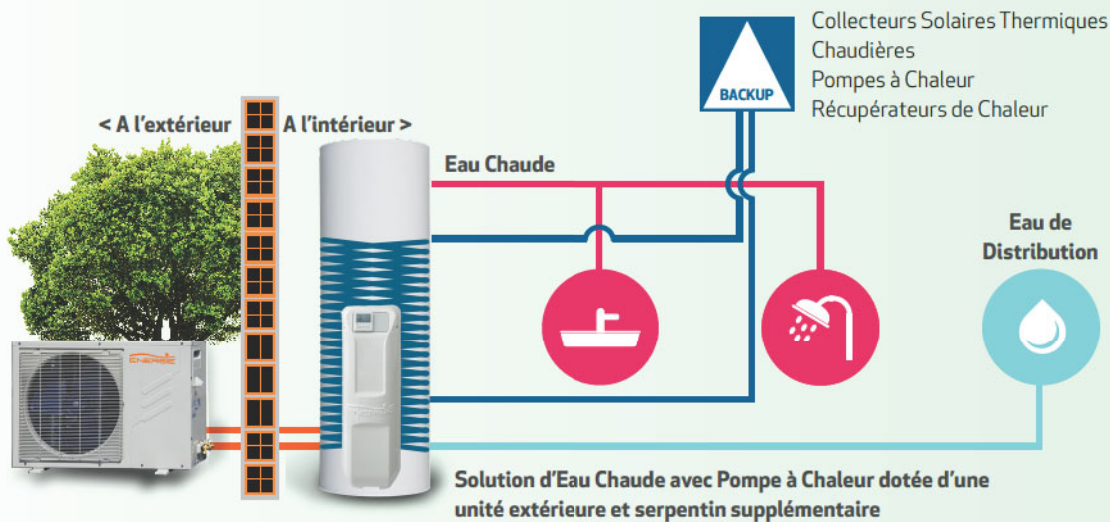 Collecteurs Solaires Thermiques
Chaudières
Pompes à Chaleur
Récupérateurs de Chaleur
BACKUP
< A l'extérieur
A l'intérieur >
Eau Chaude
Eau de
Distribution
ENERGIE
Solution d'Eau Chaude avec Pompe à Chaleur dotée d'une
unité extérieure et serpentin supplémentaire